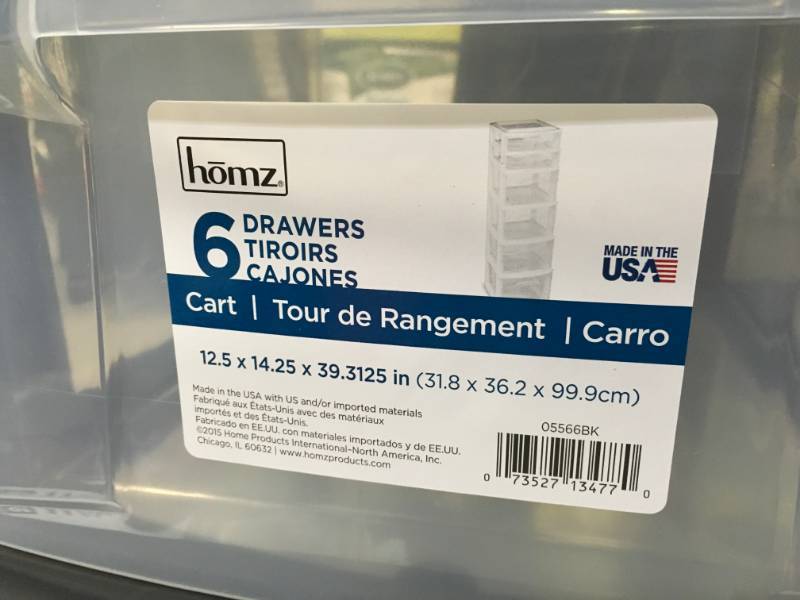 hōmz®
6 DRAWERS
TIROIRS
CAJONES
MADE IN THE
USA
Cart | Tour de Rangement | Carro
12.5 x 14.25 x 39.3125 in (31.8 x 36.2 x 99.9cm)
Made in the USA with US and/or imported materials
Fabriqué aux États-Unis avec des matériaux
importés et des États-Unis.
Fabricado en EE.UU. con materiales importados y de EE.UU.
©2015 Home Products International-North America, Inc.
Chicago, IL 60632 | www.homzproducts.com
05566BK
0 73527 13477 0